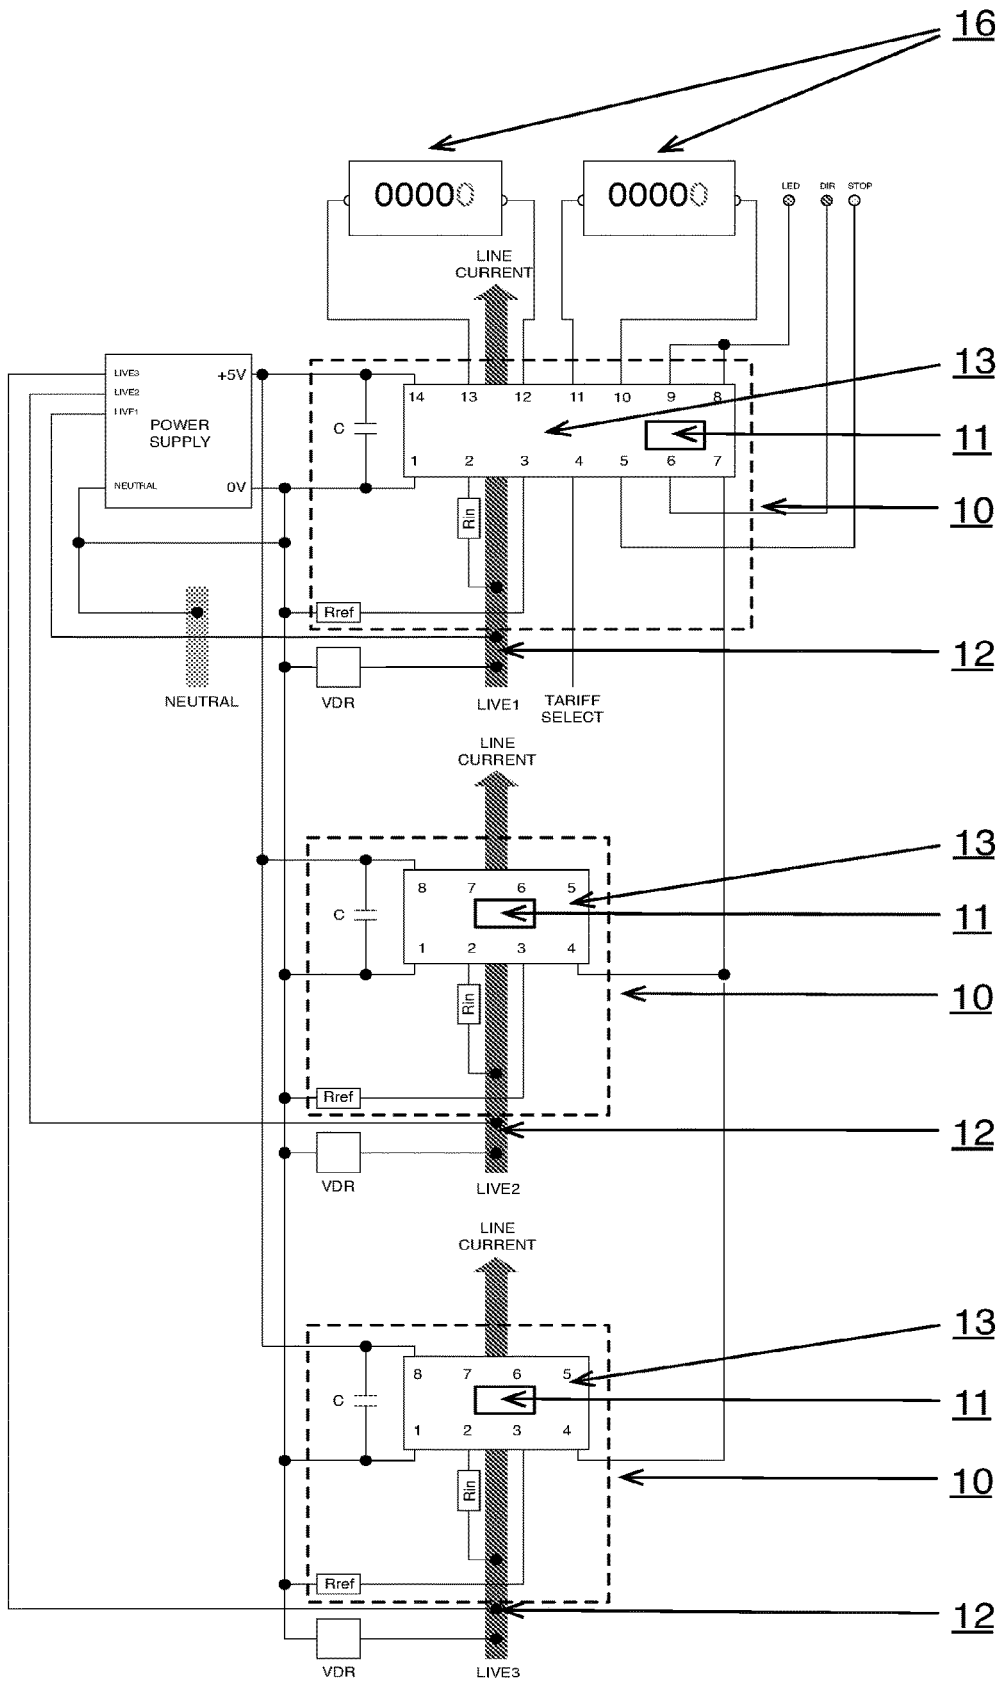 16
00000
00000
LED DIR STOP
LINE
CURRENT
LIVE3 +5V
LIVE2
LIVE1
POWER
SUPPLY
NEUTRAL 0V
13
14 13 12 11 10 9 8
C
11
1 2 3 4 5 6 7
10
Rin
Rref
12
NEUTRAL
VDR
LIVE1
TARIFF
SELECT
LINE
CURRENT
13
8 7 6 5
C
11
1 2 3 4
10
Rin
Rref
12
VDR
LIVE2
LINE
CURRENT
13
8 7 6 5
C
11
1 2 3 4
10
Rin
Rref
12
VDR
LIVE3